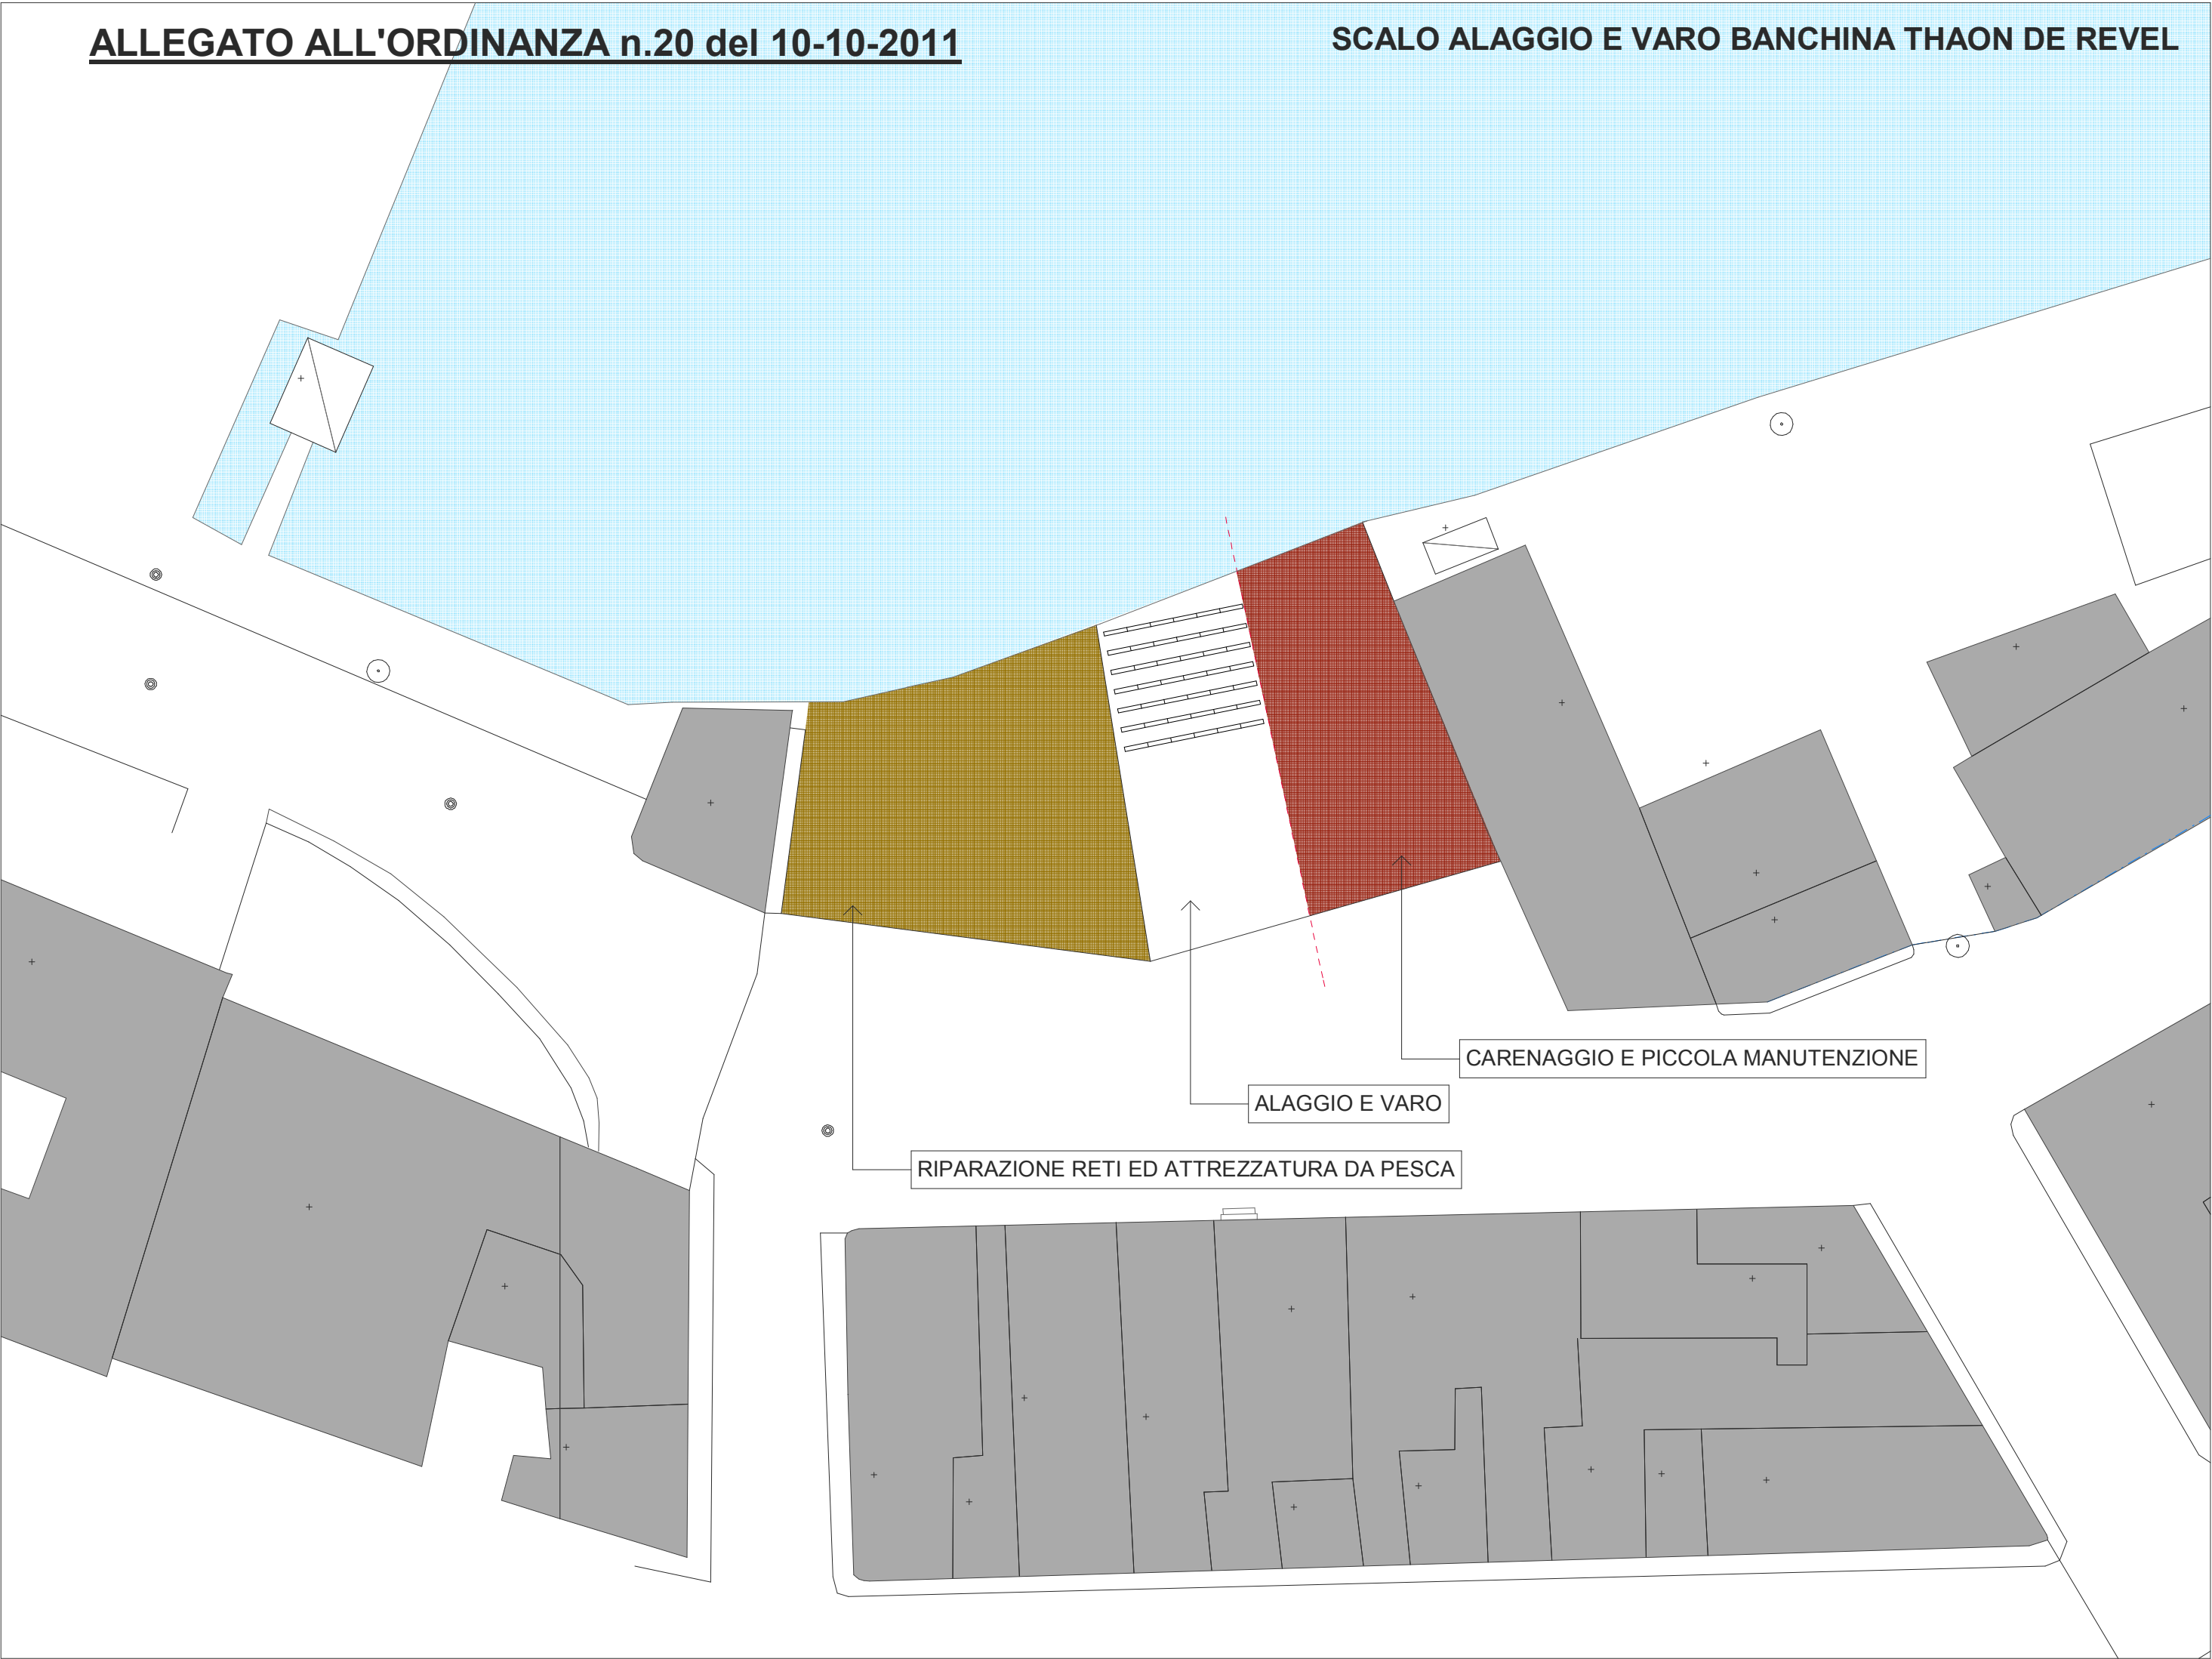 ALLEGATO ALL'ORDINANZA n.20 del 10-10-2011
SCALO ALAGGIO E VARO BANCHINA THAON DE REVEL
CARENAGGIO E PICCOLA MANUTENZIONE
ALAGGIO E VARO
RIPARAZIONE RETI ED ATTREZZATURA DA PESCA